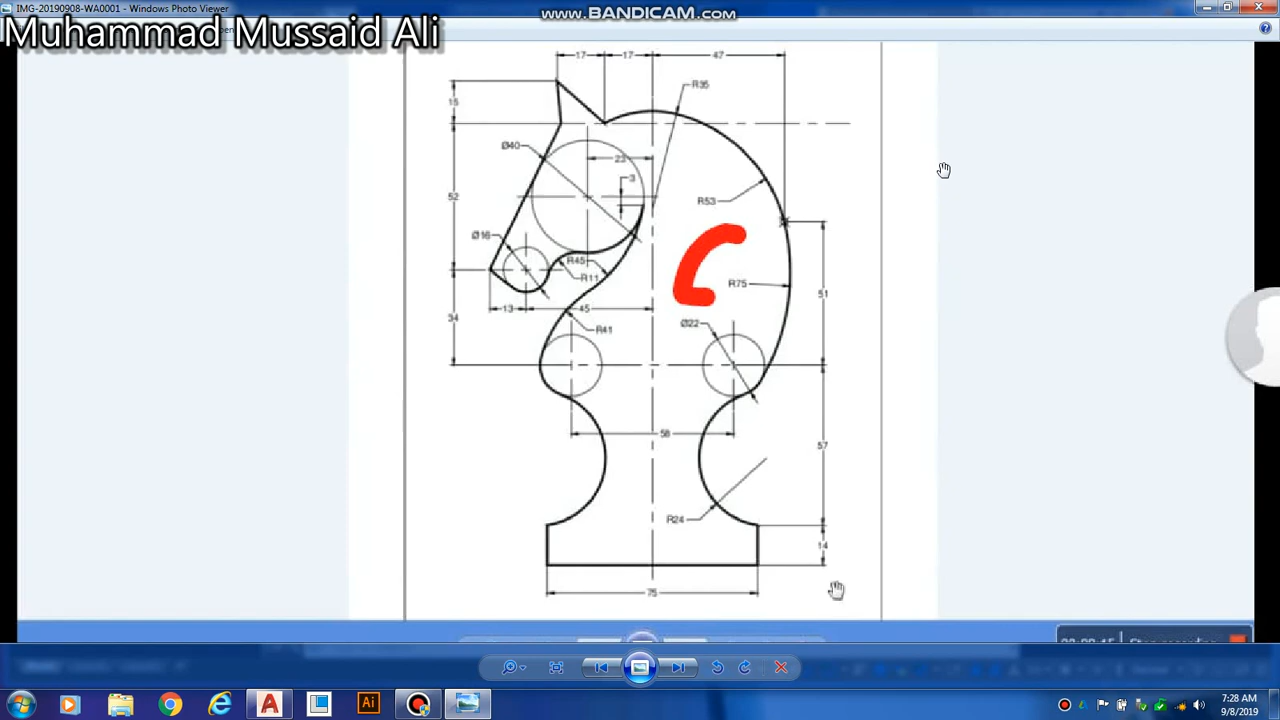 IMG-20190908-WA0001 - Windows Photo Viewer
www.BANDICAM.com
Muhammad Mussaid Ali
17 17 47
R35
15
Ø40
23
3
52
R53
Ø16
R45
R11
R75
51
13 45
34
R41
Ø22
58
57
R24
14
75
Ai
7:28 AM
9/8/2019